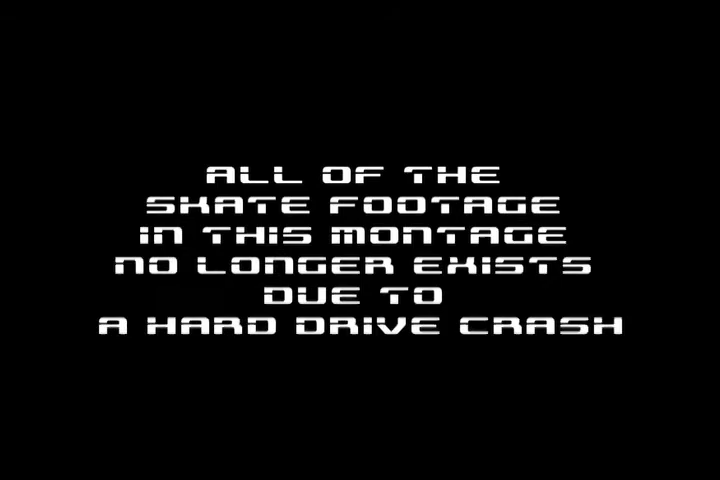 ALL OF THE
SKATE FOOTAGE
IN THIS MONTAGE
NO LONGER EXISTS
DUE TO
A HARD DRIVE CRASH